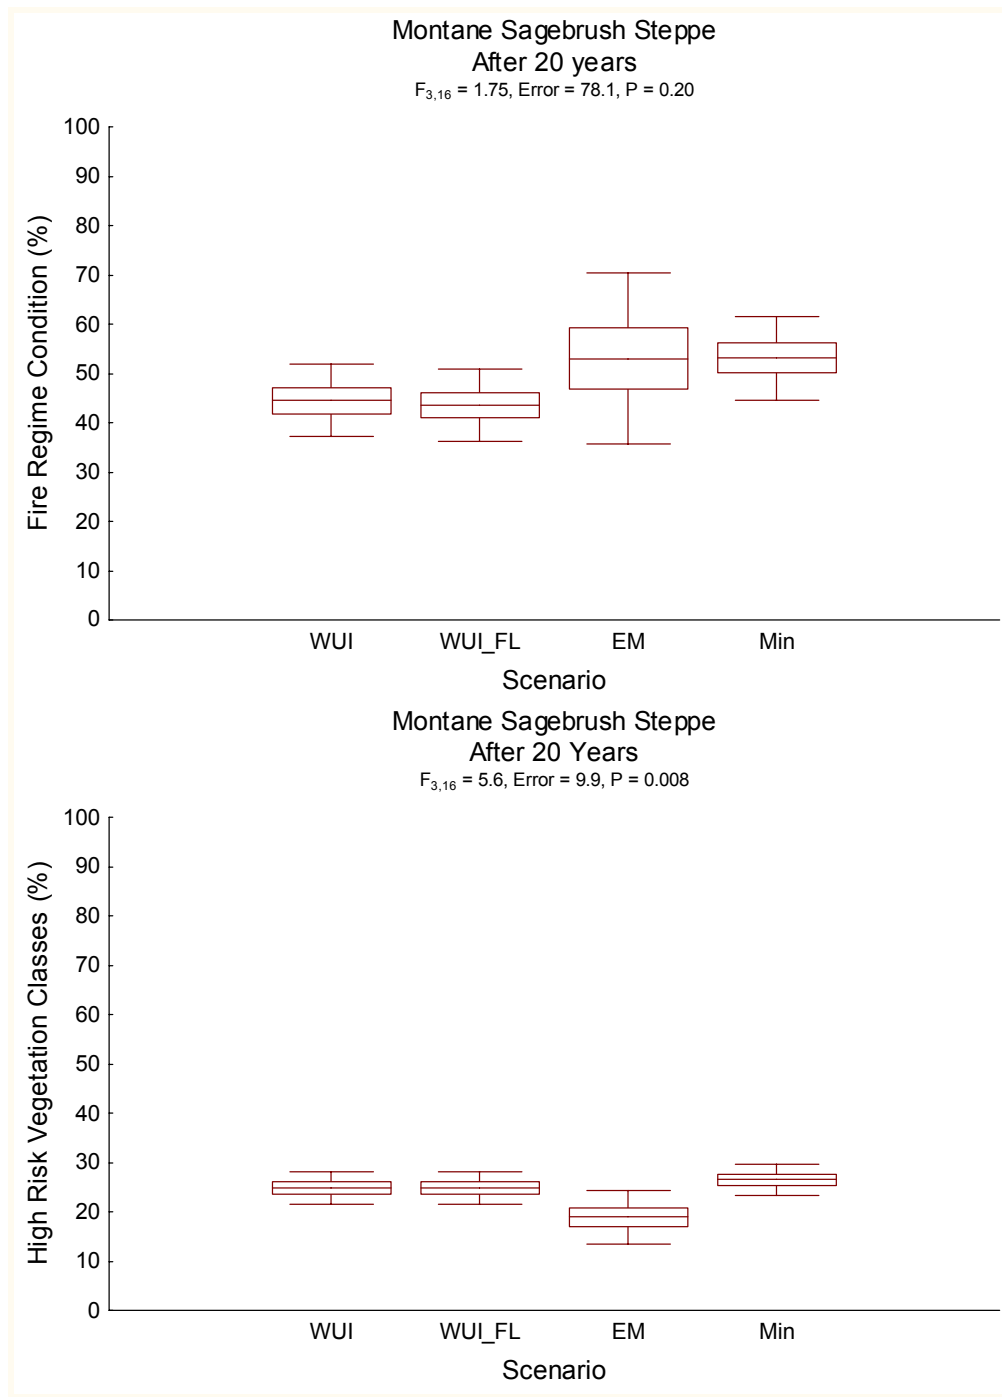 Montane Sagebrush Steppe
After 20 years
F3,16 = 1.75, Error = 78.1, P = 0.20
Fire Regime Condition (%)
100
90
80
70
60
50
40
30
20
10
0
WUI WUI_FL EM Min
Scenario
Montane Sagebrush Steppe
After 20 Years
F3,16 = 5.6, Error = 9.9, P = 0.008
High Risk Vegetation Classes (%)
100
90
80
70
60
50
40
30
20
10
0
WUI WUI_FL EM Min
Scenario